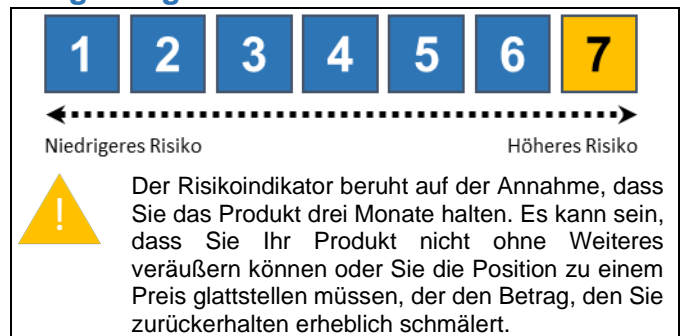 1 2 3 4 5 6 7
Niedrigeres Risiko Höheres Risiko
!
Der Risikoindikator beruht auf der Annahme, dass
Sie das Produkt drei Monate halten. Es kann sein,
dass Sie Ihr Produkt nicht ohne Weiteres
veräußern können oder Sie die Position zu einem
Preis glattstellen müssen, der den Betrag, den Sie
zurückerhalten erheblich schmälert.